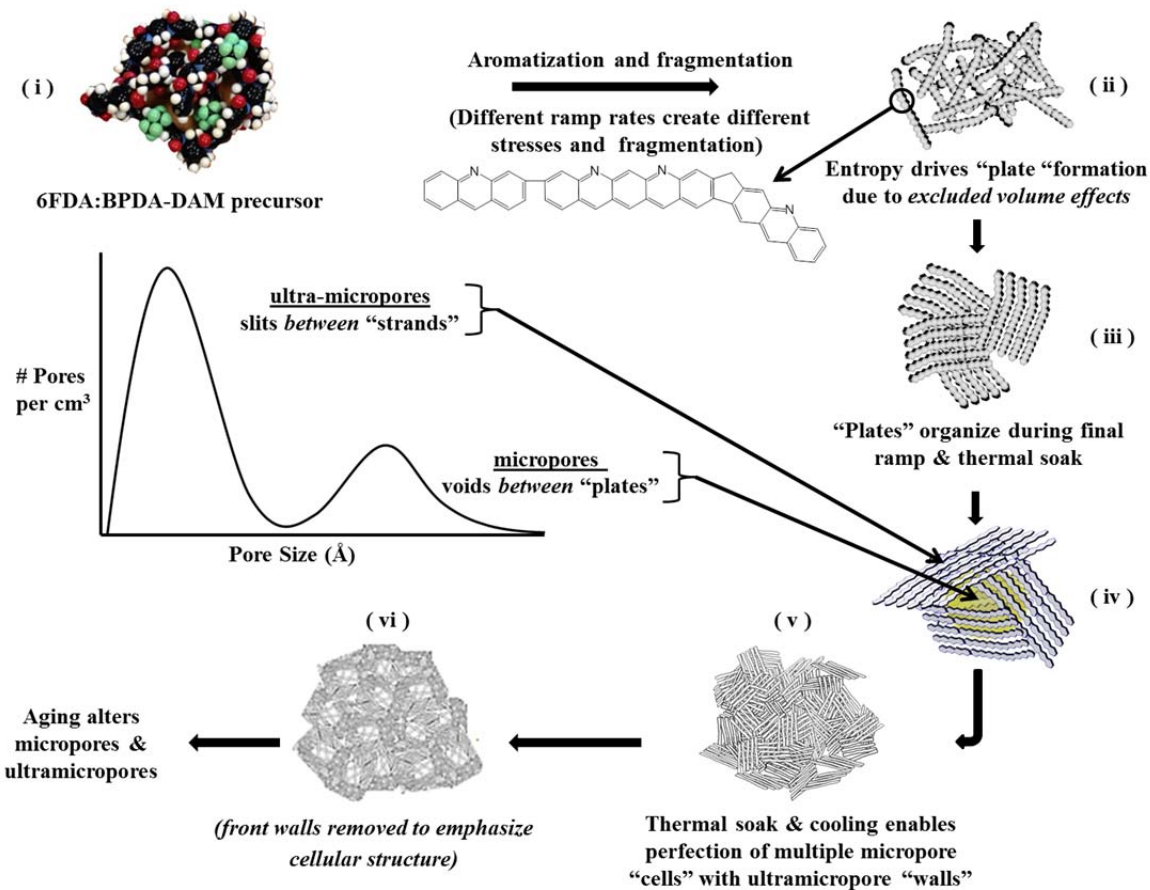 ( i )
6FDA:BPDA-DAM precursor
Aromatization and fragmentation
(Different ramp rates create different
stresses and fragmentation)
N
N
N
N
( ii )
Entropy drives “plate “formation
due to excluded volume effects
( iii )
“Plates” organize during final
ramp & thermal soak
# Pores
per cm³
ultra-micropores
slits between “strands”
micropores
voids between “plates”
Pore Size (Å)
( iv )
( v )
Thermal soak & cooling enables
perfection of multiple micropore
“cells” with ultramicropore “walls”
( vi )
(front walls removed to emphasize
cellular structure)
Aging alters
micropores &
ultramicropores